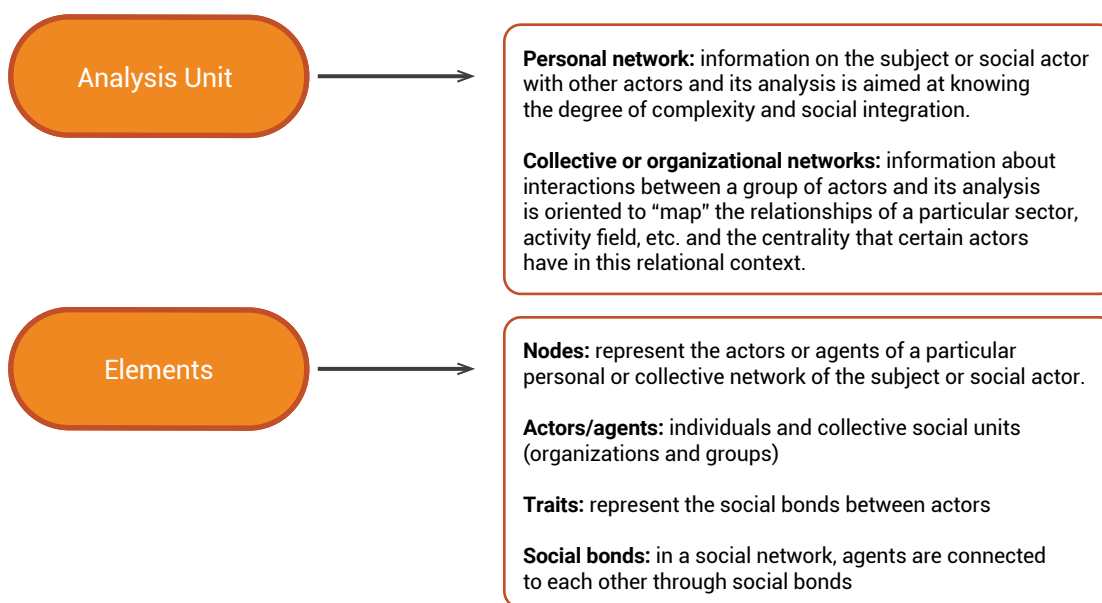 Analysis Unit
Personal network: information on the subject or social actor
with other actors and its analysis is aimed at knowing
the degree of complexity and social integration.
Collective or organizational networks: information about
interactions between a group of actors and its analysis
is oriented to “map” the relationships of a particular sector,
activity field, etc. and the centrality that certain actors
have in this relational context.
Elements
Nodes: represent the actors or agents of a particular
personal or collective network of the subject or social actor.
Actors/agents: individuals and collective social units
(organizations and groups)
Traits: represent the social bonds between actors
Social bonds: in a social network, agents are connected
to each other through social bonds